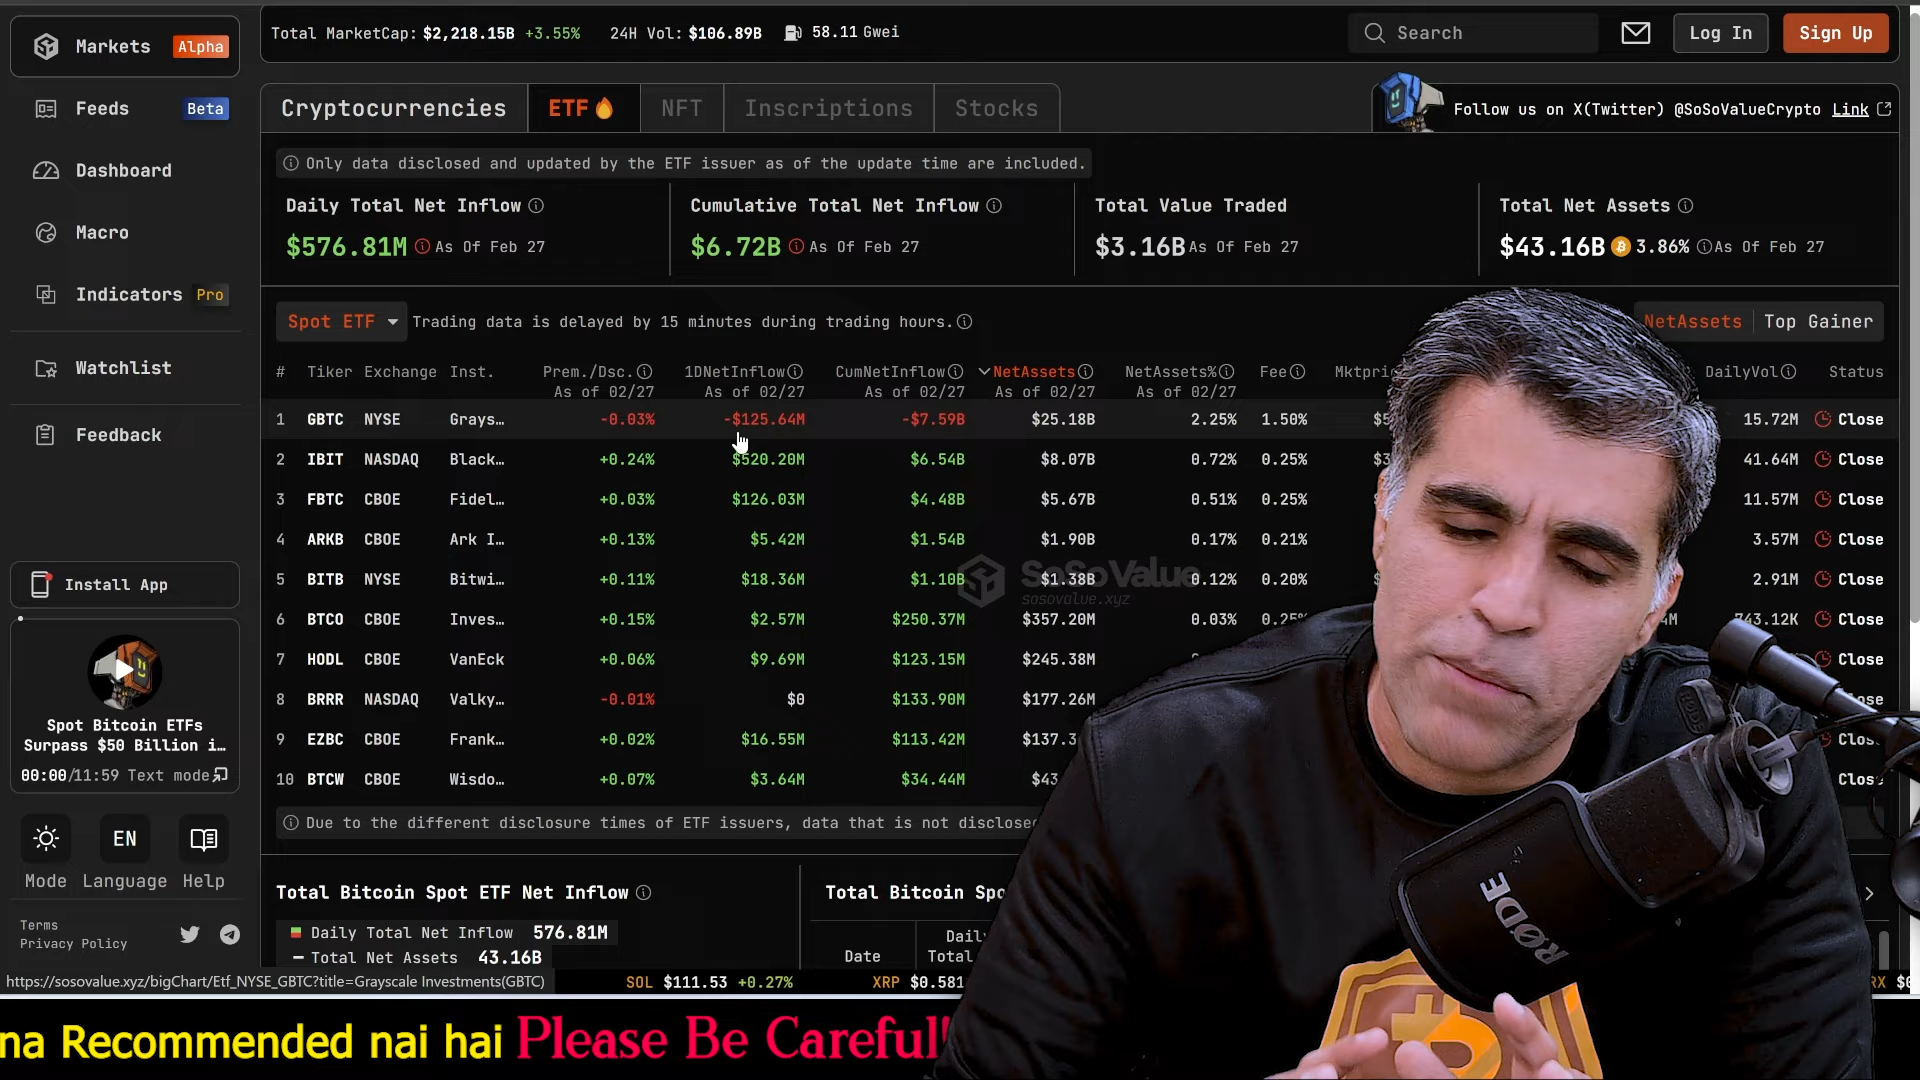 Markets Alpha
Total MarketCap: $2,218.15B +3.55% 24H Vol: $106.89B 58.11 Gwei
Search
Log In
Sign Up
Feeds Beta
Dashboard
Macro
Indicators Pro
Watchlist
Feedback
Install App
Spot Bitcoin ETFs
Surpass $50 Billion i…
00:00/11:59 Text mode
EN
Mode Language Help
Terms
Privacy Policy
Cryptocurrencies ETF NFT Inscriptions Stocks
Follow us on X(Twitter) @SoSoValueCrypto Link
Only data disclosed and updated by the ETF issuer as of the update time are included.
Daily Total Net Inflow Cumulative Total Net Inflow Total Value Traded Total Net Assets
$576.81M As Of Feb 27 $6.72B As Of Feb 27 $3.16B As Of Feb 27 $43.16B 3.86% As Of Feb 27
Spot ETF Trading data is delayed by 15 minutes during trading hours. NetAssets Top Gainer
# Tiker Exchange Inst. Prem./Dsc. 1DNetInflow CumNetInflow NetAssets NetAssets% Fee DailyVol Status
As of 02/27 As of 02/27 As of 02/27 As of 02/27 As of 02/27
1 GBTC NYSE Grays… -0.03% -$125.64M -$7.59B $25.18B 2.25% 1.50% 15.72M Close
2 IBIT NASDAQ Black… +0.24% $520.20M $6.54B $8.07B 0.72% 0.25% 41.64M Close
3 FBTC CBOE Fidel… +0.03% $126.03M $4.48B $5.67B 0.51% 0.25% 11.57M Close
4 ARKB CBOE Ark I… +0.13% $5.42M $1.54B $1.90B 0.17% 0.21% 3.57M Close
5 BITB NYSE Bitwi… +0.11% $18.36M $1.10B $1.38B 0.12% 0.20% 2.91M Close
6 BTCO CBOE Inves… +0.15% $2.57M $250.37M $357.20M 0.03% 0.25% 743.12K Close
7 HODL CBOE VanEck +0.06% $9.69M $123.15M $245.38M Close
8 BRRR NASDAQ Valky… -0.01% $0 $133.90M $177.26M
9 EZBC CBOE Frank… +0.02% $16.55M $113.42M $137.3
10 BTCW CBOE Wisdo… +0.07% $3.64M $34.44M $43
SoSoValue
sosovalue.xyz
Due to the different disclosure times of ETF issuers, data that is not
Total Bitcoin Spot ETF Net Inflow
Daily Total Net Inflow 576.81M
Total Net Assets 43.16B
Total Bitcoin Spo
Date
Total
https://sosovalue.xyz/bigChart/Etf_NYSE_GBTC?title=Grayscale Investments(GBTC)
SOL $111.53 +0.27% XRP $0.581
RØDE
na Recommended nai hai Please Be Careful!